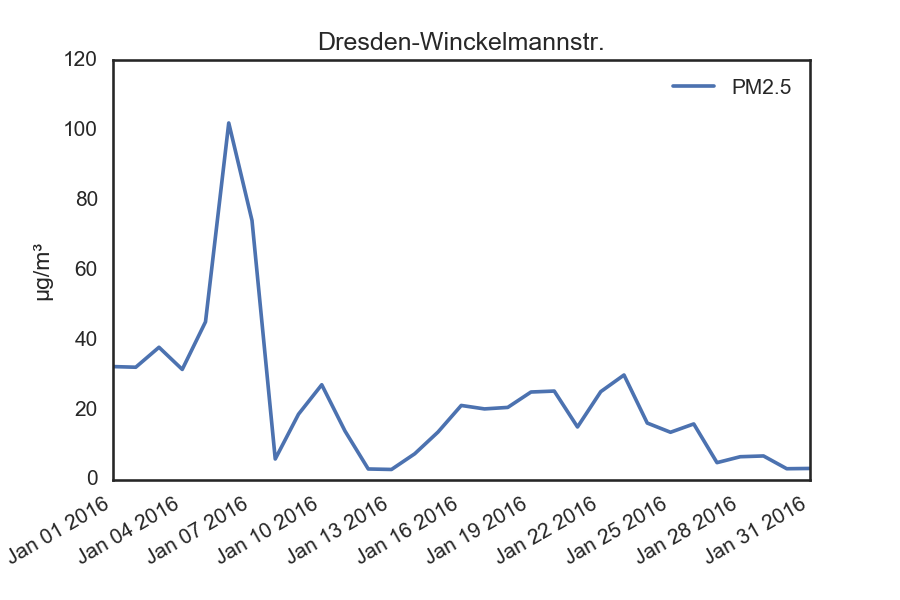 Dresden-Winckelmannstr.
PM2.5
µg/m³
120
100
80
60
40
20
0
Jan 01 2016
Jan 04 2016
Jan 07 2016
Jan 10 2016
Jan 13 2016
Jan 16 2016
Jan 19 2016
Jan 22 2016
Jan 25 2016
Jan 28 2016
Jan 31 2016